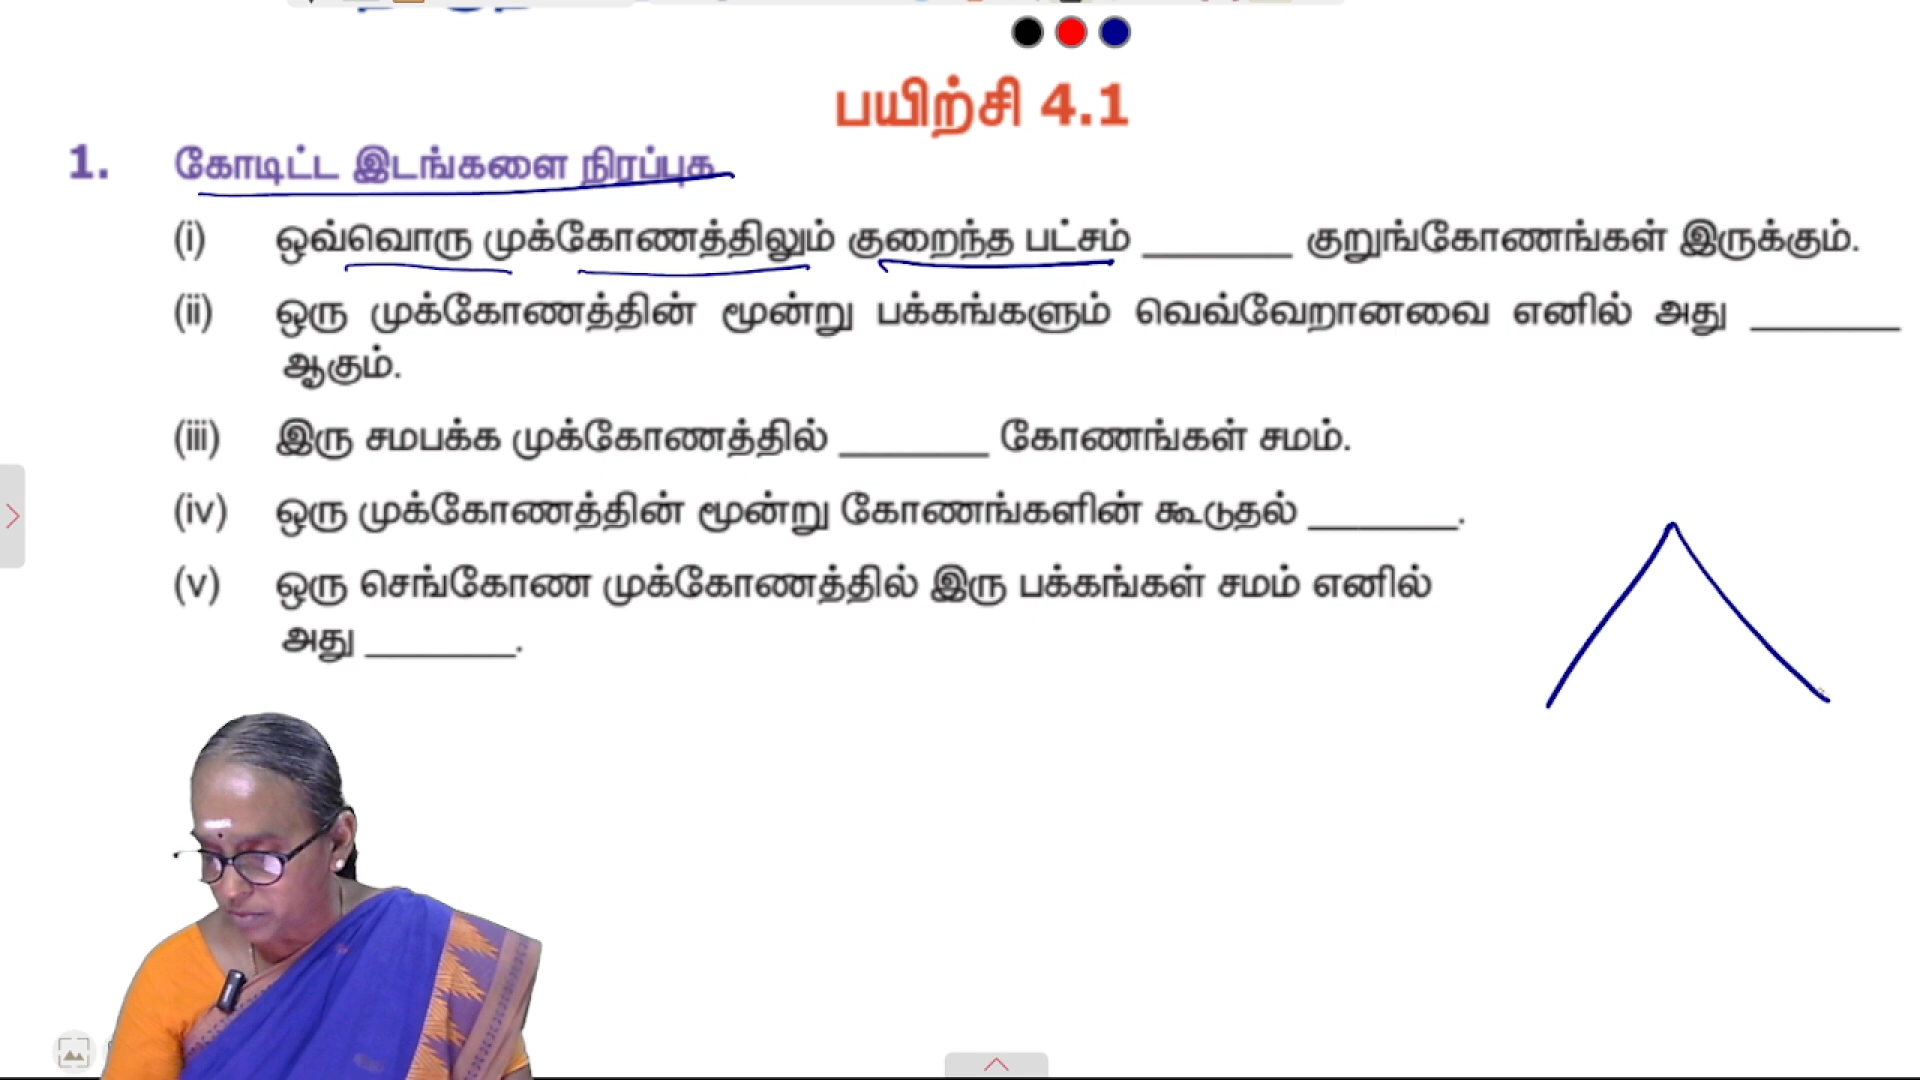 பயிற்சி 4.1
1. கோடிட்ட இடங்களை நிரப்புக
(i) ஒவ்வொரு முக்கோணத்திலும் குறைந்த பட்சம் ________ குறுங்கோணங்கள் இருக்கும்.
(ii) ஒரு முக்கோணத்தின் மூன்று பக்கங்களும் வெவ்வேறானவை எனில் அது ________
ஆகும்.
(iii) இரு சமபக்க முக்கோணத்தில் ________ கோணங்கள் சமம்.
(iv) ஒரு முக்கோணத்தின் மூன்று கோணங்களின் கூடுதல் ________.
(v) ஒரு செங்கோண முக்கோணத்தில் இரு பக்கங்கள் சமம் எனில்
அது ________.